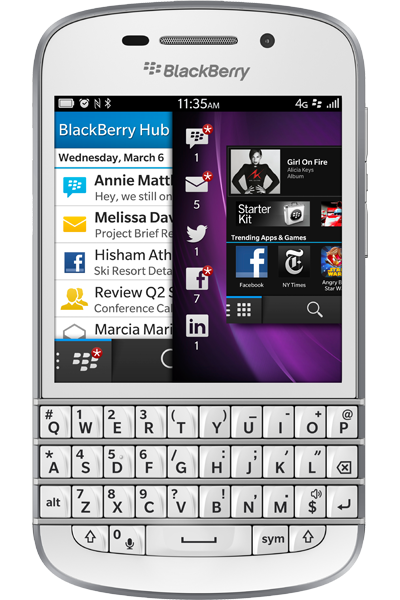 BlackBerry
11:35AM
4G
BlackBerry Hub
Wednesday, March 6
Annie Matt
Hey, we still on
Melissa Dav
Project Brief Re
Hisham Ath
Ski Resort Deta
Review Q2 S
Conference Cal
Marcia Mari
1
5
1
7
in
1
Girl On Fire
Alicia Keys
Album
Starter
Kit
Trending Apps & Games
f
T
Facebook
NY Times
Angry B
Star Wa
# 1 2 3 ( ) _ - + @
Q W E R T Y U I O P
* 4 5 6 / : ; ' "
A S D F G H J K L
alt 7 8 9 ? ! , . $
Z X C V B N M
0 sym